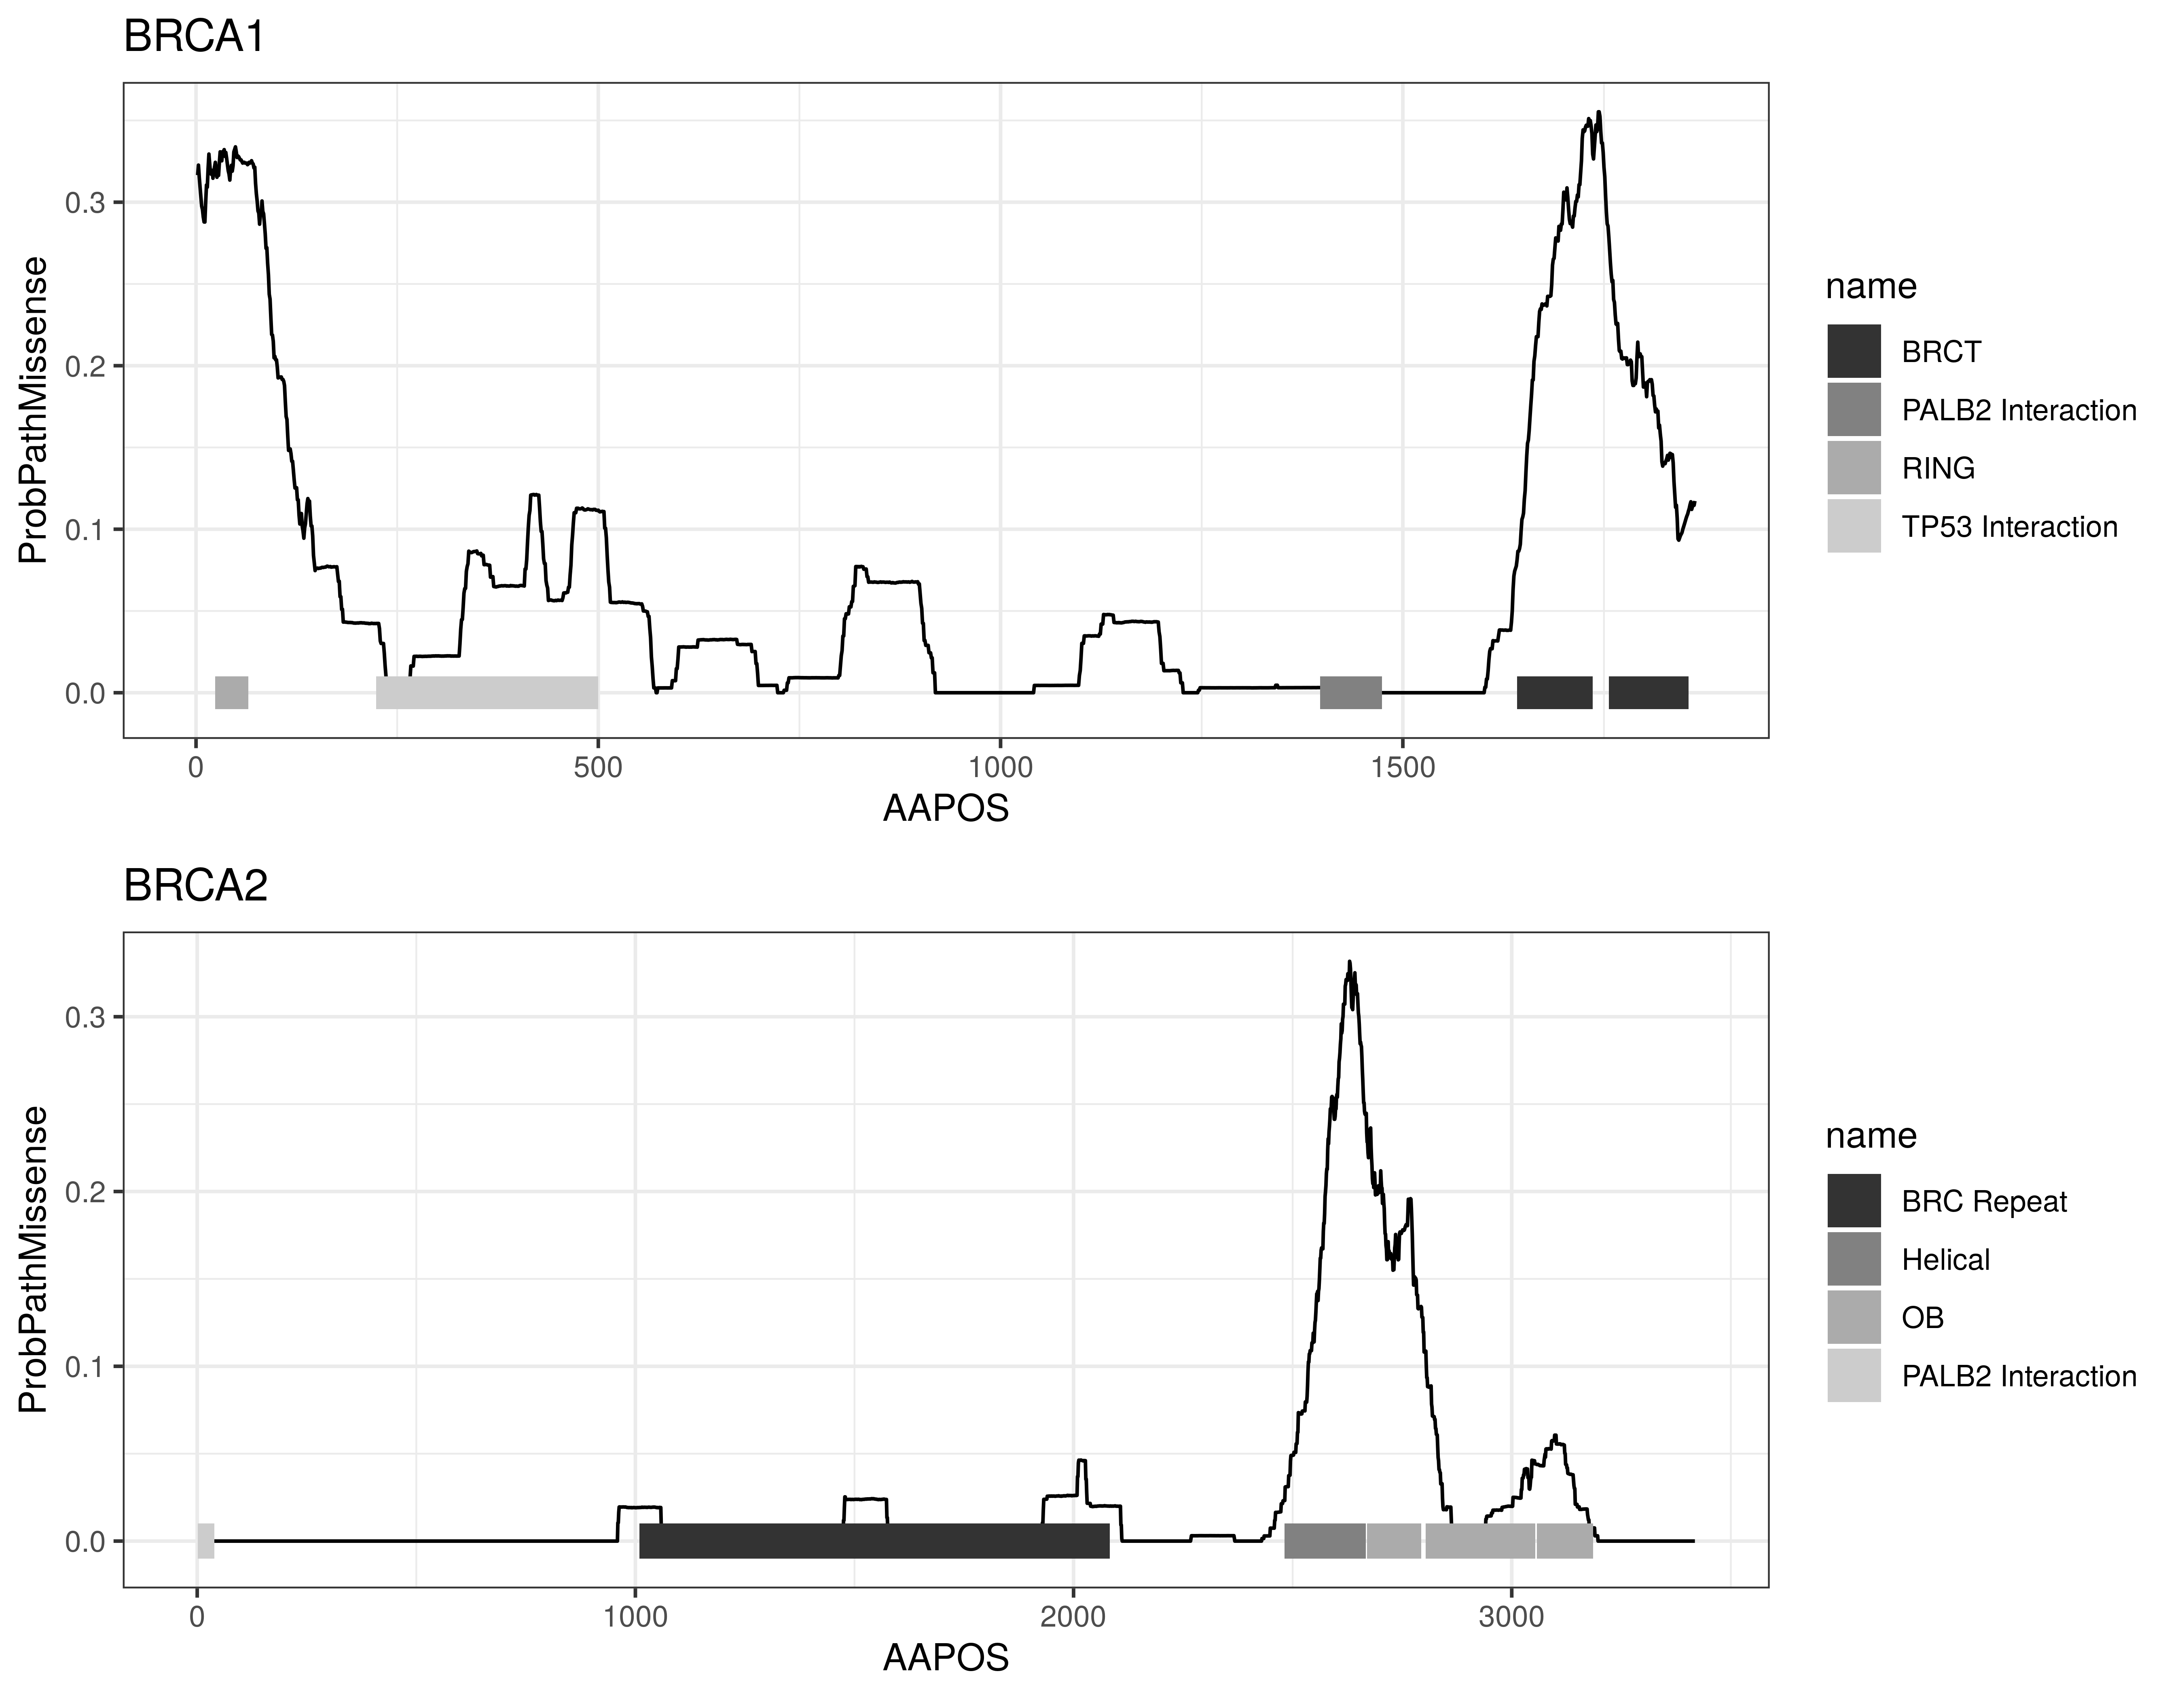 BRCA1
0.3
0.2
0.1
0.0
ProbPathMissense
0 500 1000 1500
AAPOS
name
BRCT
PALB2 Interaction
RING
TP53 Interaction
BRCA2
0.3
0.2
0.1
0.0
ProbPathMissense
0 1000 2000 3000
AAPOS
name
BRC Repeat
Helical
OB
PALB2 Interaction